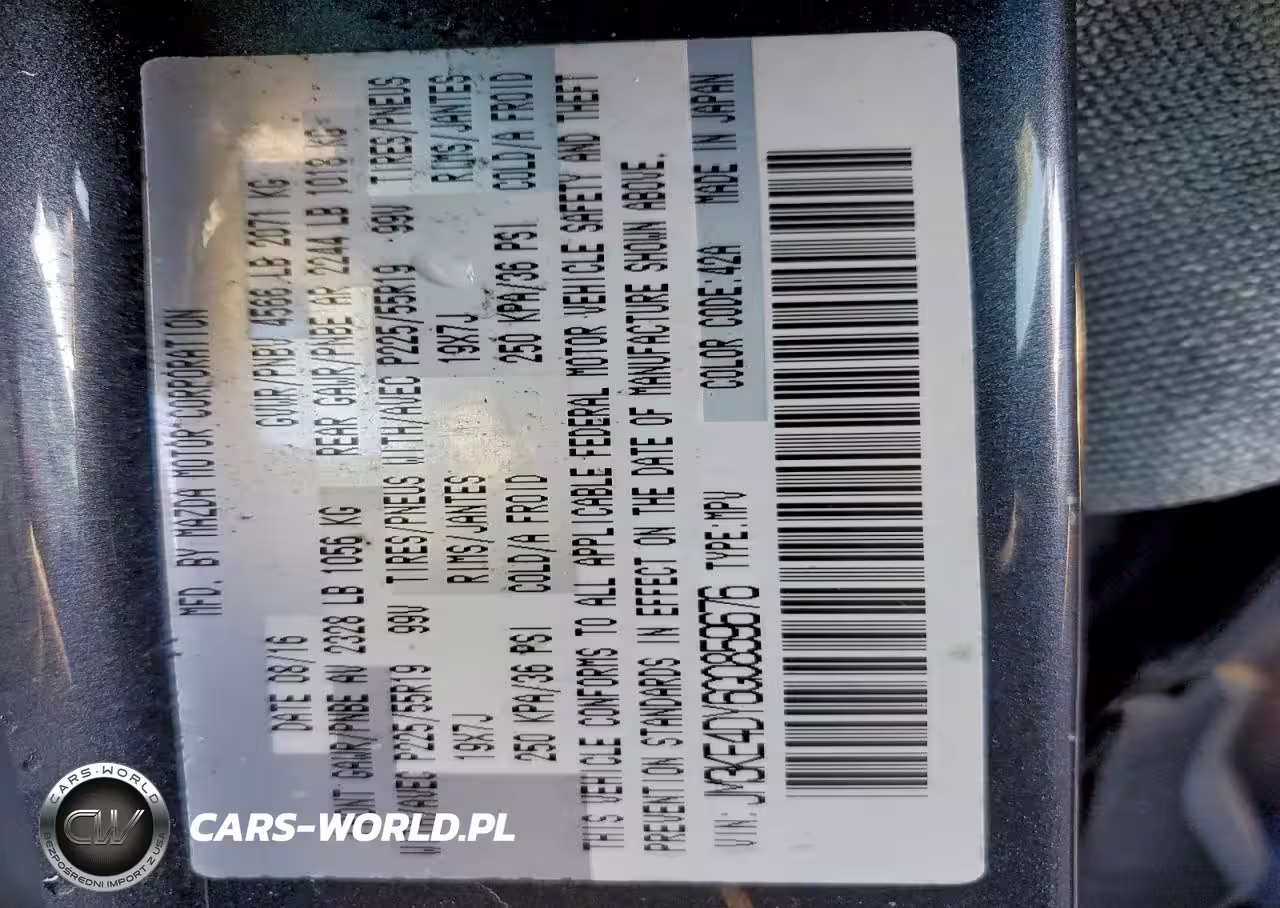 MFD. BY MAZDA MOTOR CORPORATION
DATE 08/16 GVWR/PNBV 4566 LB 2071 KG
GAWR/PNBE AV 2328 LB 1056 KG REAR GAWR/PNBE AR 2244 LB 1018 KG
P225/55R19 99V TIRES/PNEUS WITH/AVEC P225/55R19 99V TIRES/PNEUS
19X7J RIMS/JANTES 19X7J RIMS/JANTES
250 KPA/36 PSI COLD/A FROID 250 KPA/36 PSI COLD/A FROID
THIS VEHICLE CONFORMS TO ALL APPLICABLE FEDERAL MOTOR VEHICLE SAFETY AND THEFT
PREVENTION STANDARDS IN EFFECT ON THE DATE OF MANUFACTURE SHOWN ABOVE.
VIN: JM3KE4DY6G0859676 TYPE:MPV COLOR CODE:42A MADE IN JAPAN
CARS-WORLD
CW
BEZPOŚREDNI IMPORT Z USA
CARS-WORLD.PL